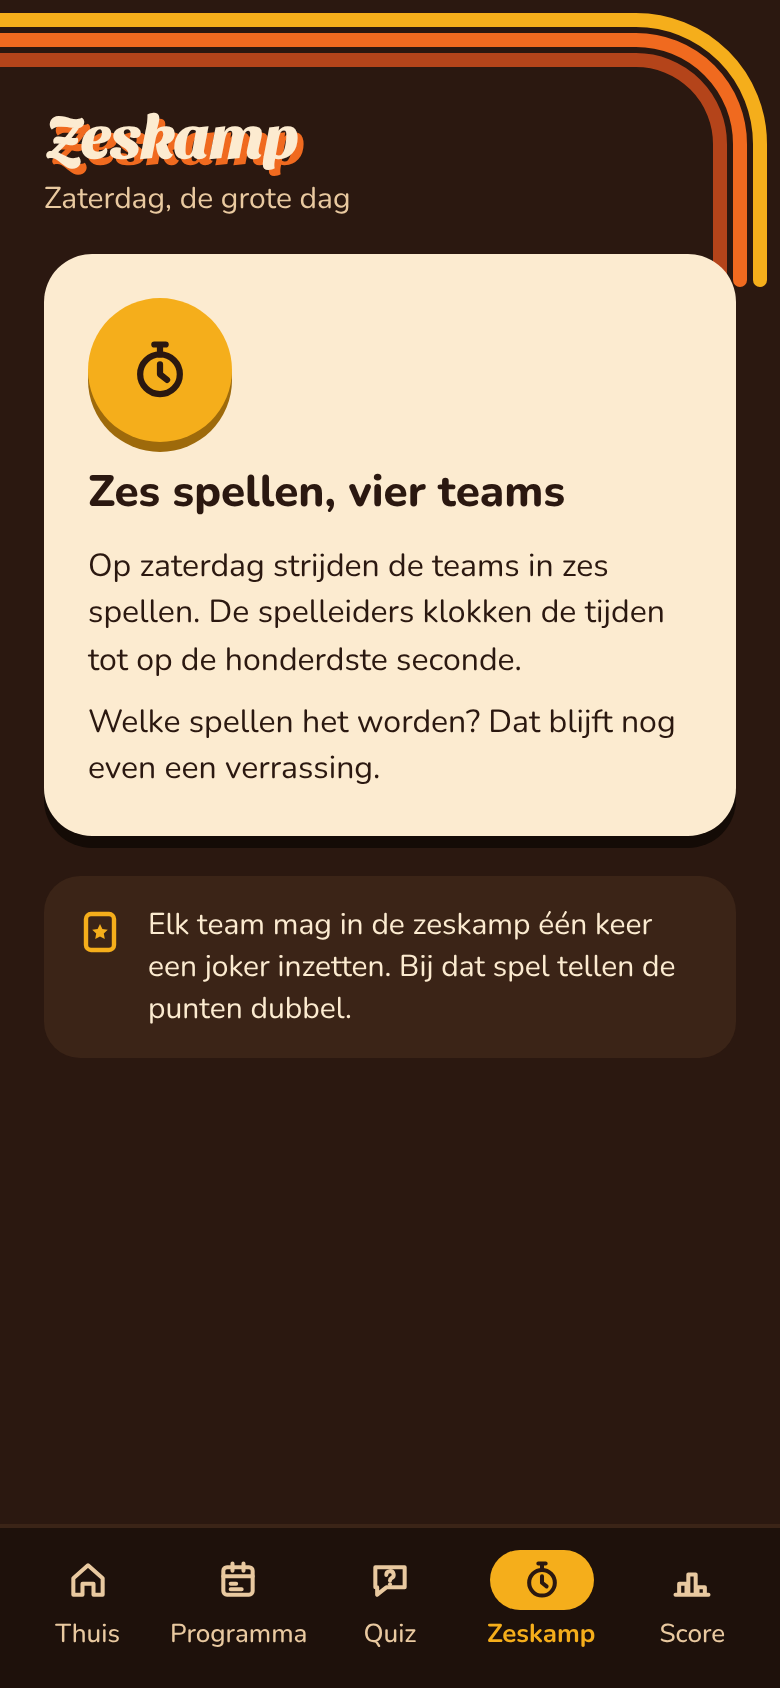 Zeskamp
Zaterdag, de grote dag
Zes spellen, vier teams
Op zaterdag strijden de teams in zes
spellen. De spelleiders klokken de tijden
tot op de honderdste seconde.
Welke spellen het worden? Dat blijft nog
even een verrassing.
Elk team mag in de zeskamp één keer
een joker inzetten. Bij dat spel tellen de
punten dubbel.
Thuis
Programma
Quiz
Zeskamp
Score